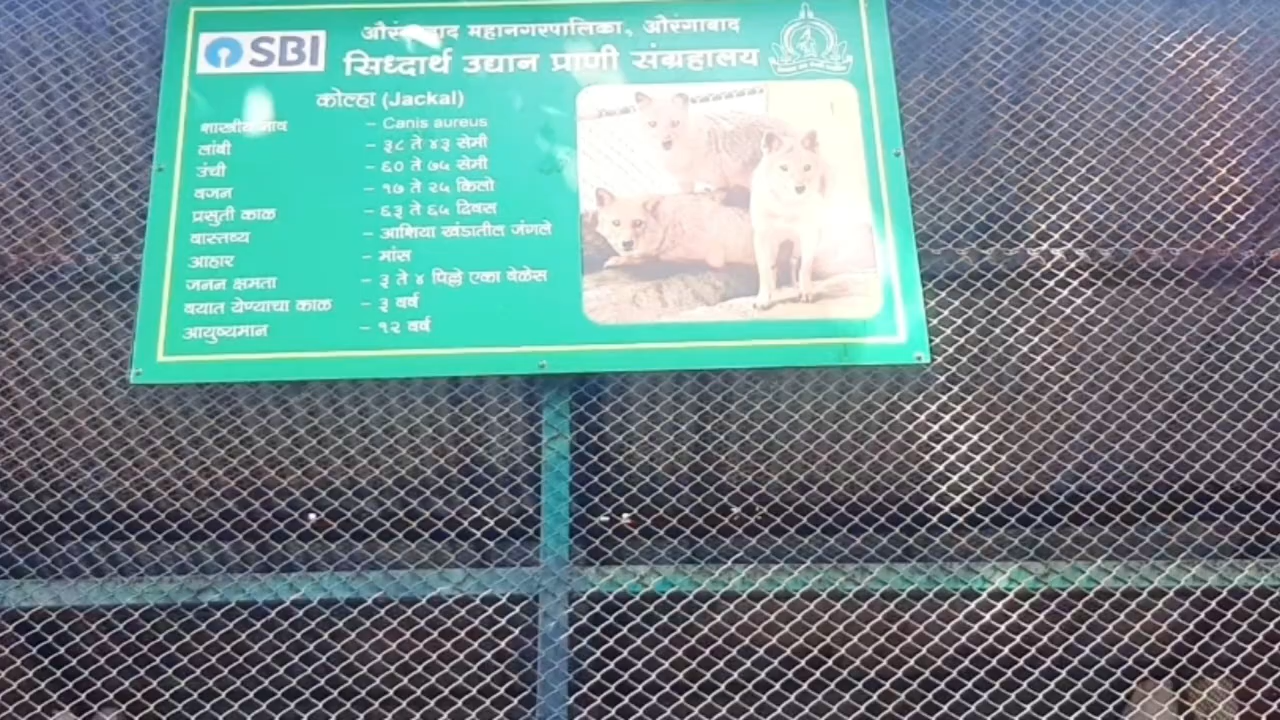 SBI
औरंगाबाद महानगरपालिका, औरंगाबाद
सिध्दार्थ उद्यान प्राणी संग्रहालय
कोल्हा (Jackal)
शास्त्रीय नाव – Canis aureus
लांबी – ३८ ते ४३ सेमी
उंची – ६० ते ७५ सेमी
वजन – १७ ते २५ किलो
प्रसुती काळ – ६३ ते ६५ दिवस
वास्तव्य – आशिया खंडातील जंगले
आहार – मांस
जनन क्षमता – ३ ते ४ पिल्ले एका वेळेस
वयात येण्याचा काळ – ३ वर्ष
आयुष्यमान – १२ वर्ष